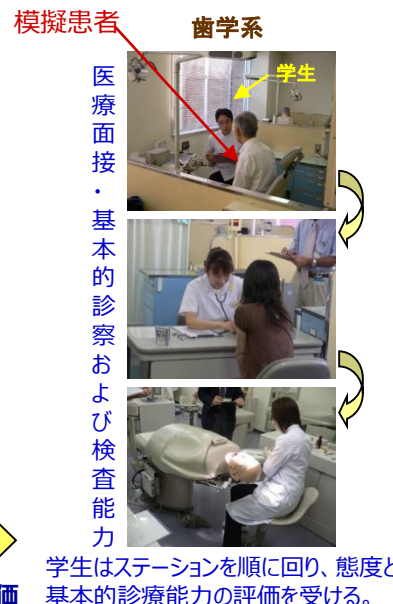 模擬患者
歯学系
学生
医療面接・基本的診察および検査能力
学生はステーションを順に回り、態度と
価 基本的診療能力の評価を受ける。